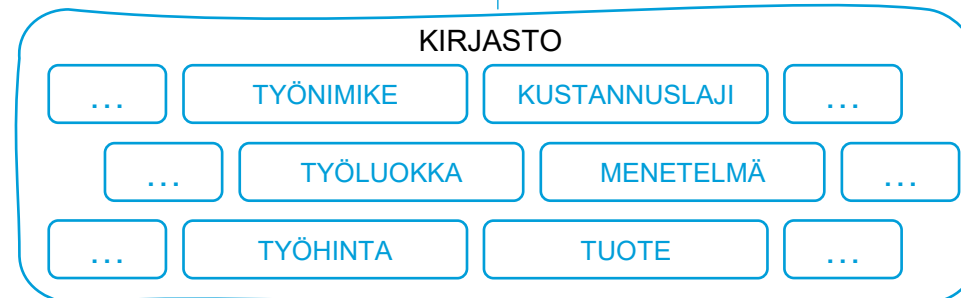 KIRJASTO
... TYÖNIMIKE KUSTANNUSLAJI ...
... TYÖLUOKKA MENETELMÄ ...
... TYÖHINTA TUOTE ...